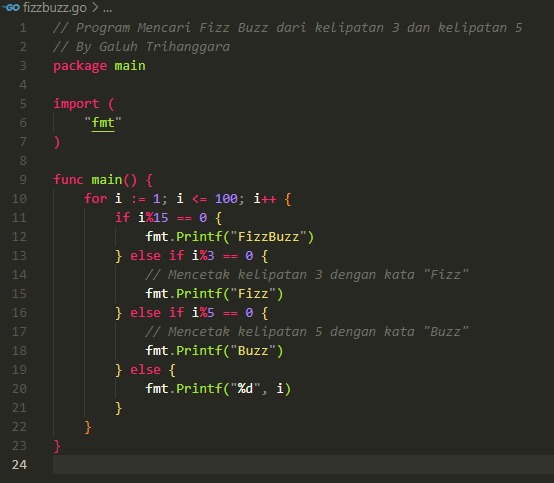 fizzbuzz.go > ...
1 // Program Mencari Fizz Buzz dari kelipatan 3 dan kelipatan 5
2 // By Galuh Trihanggara
3 package main
4
5 import (
6     "fmt"
7 )
8
9 func main() {
10     for i := 1; i <= 100; i++ {
11         if i%15 == 0 {
12             fmt.Printf("FizzBuzz")
13         } else if i%3 == 0 {
14             // Mencetak kelipatan 3 dengan kata "Fizz"
15             fmt.Printf("Fizz")
16         } else if i%5 == 0 {
17             // Mencetak kelipatan 5 dengan kata "Buzz"
18             fmt.Printf("Buzz")
19         } else {
20             fmt.Printf("%d", i)
21         }
22     }
23 }
24